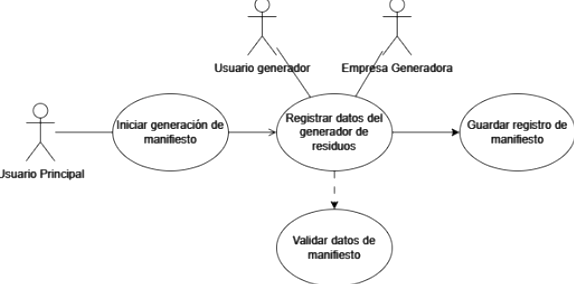 Usuario generador
Empresa Generadora
Usuario Principal
Iniciar generación de
manifiesto
Registrar datos del
generador de
residuos
Guardar registro de
manifiesto
Validar datos de
manifiesto